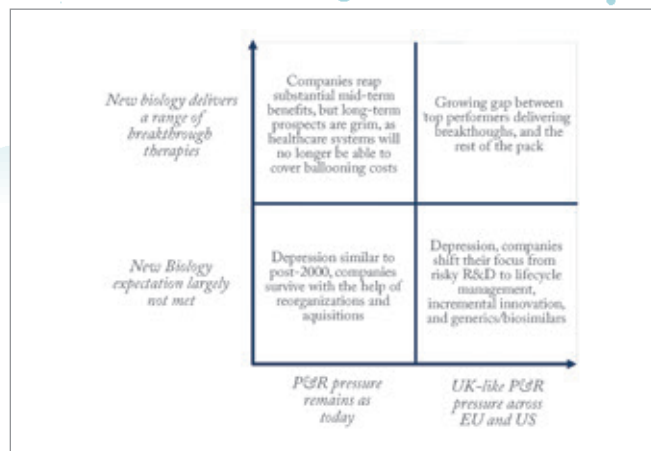 New biology delivers
a range of
breakthrough
therapies
Companies reap
substantial mid-term
benefits, but long-term
prospects are grim, as
healthcare systems will
no longer be able to
cover ballooning costs
Growing gap between
top performers delivering
breakthoughs, and the
rest of the pack
New Biology
expectation largely
not met
Depression similar to
post-2000, companies
survive with the help of
reorganizations and
aquisitions
Depression, companies
shift their focus from
risky R&D to lifecycle
management,
incremental innovation,
and generics/biosimilars
P&R pressure
remains as
today
UK-like P&R
pressure across
EU and US